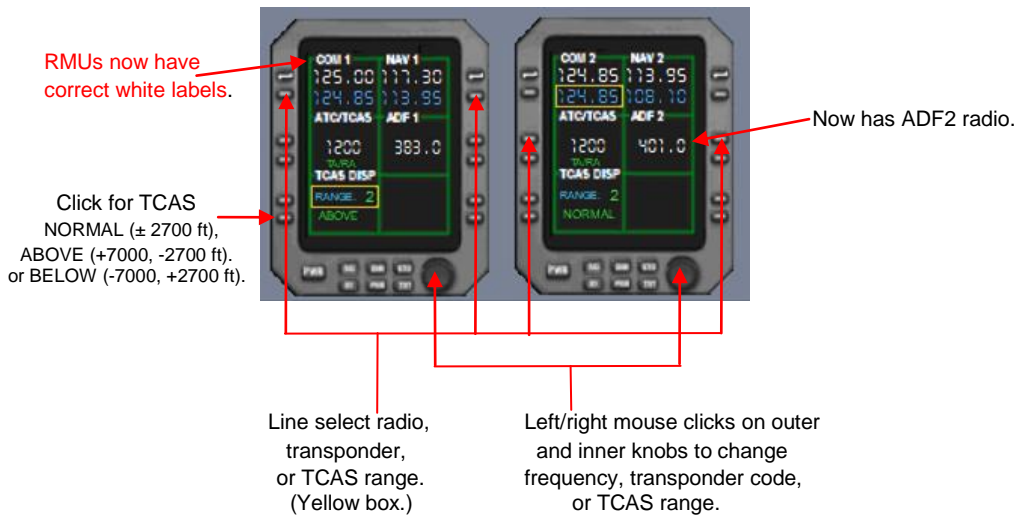 RMUs now have
correct white labels.
Click for TCAS
NORMAL (± 2700 ft),
ABOVE (+7000, -2700 ft).
or BELOW (-7000, +2700 ft).
COM 1 NAV 1
125.00 111.30
124.85 113.95
ATC/TCAS ADF 1
1200 383.0
TA/RA
TCAS DISP
RANGE. 2
ABOVE
PWR
COM 2 NAV 2
124.85 113.95
124.85 108.10
ATC/TCAS ADF 2
1200 401.0
TCAS DISP
RANGE. 2
NORMAL
PWR
Now has ADF2 radio.
Line select radio,
transponder,
or TCAS range.
(Yellow box.)
Left/right mouse clicks on outer
and inner knobs to change
frequency, transponder code,
or TCAS range.